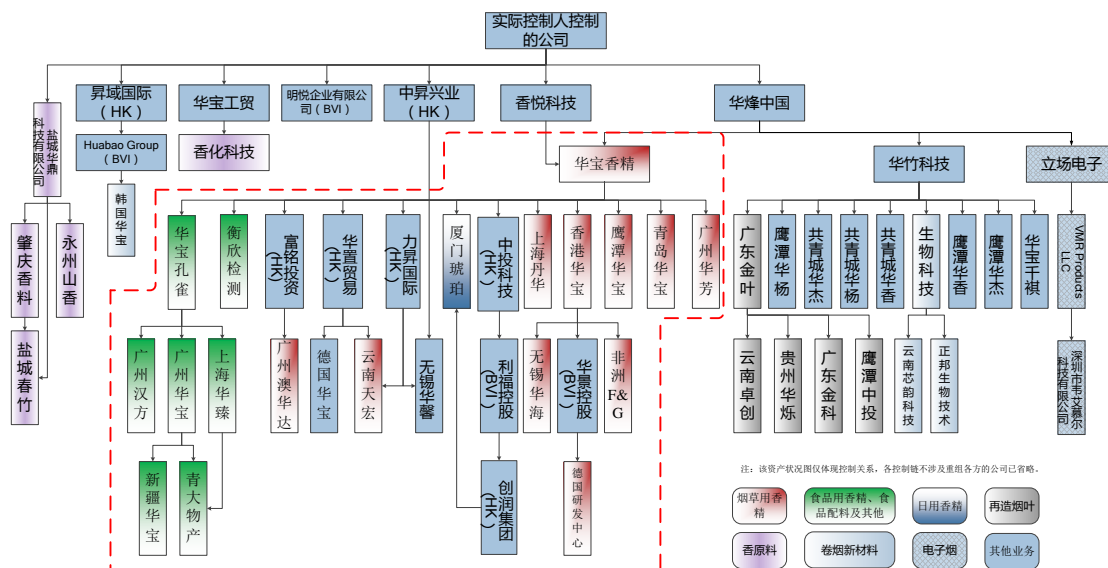 实际控制人控制
的公司
盐城华鼎
科技有限公司
昇域国际
（HK）
华宝工贸
明悦企业有限公
司（BVI）
中昇兴业
（HK）
香悦科技
华烽中国
Huabao Group
（BVI）
香化科技
华宝香精
华竹科技
立场电子
韩国华宝
肇庆香料
永州山香
盐城春竹
华宝孔雀
衡欣检测
富铭投资
(HK)
华置贸易
(HK)
力昇国际
(HK)
厦门琥珀
中投科技
(HK)
上海丹华
香港华宝
鹰潭华宝
青岛华宝
广州华芳
广东金叶
鹰潭华杨
共青城华杰
共青城华杨
共青城华香
生物科技
鹰潭华香
鹰潭华杰
华宝千祺
VMR Products
LLC
广州汉方
广州华宝
上海华臻
广州澳华达
德国华宝
云南天宏
无锡华馨
利福控股
(BVI)
无锡华海
华景控股
(BVI)
非洲
F&
G
云南卓创
贵州华烁
广东金科
鹰潭中投
云南芯韵科技
正邦生物技术
深圳市韦艾慕尔
科技有限公司
新疆华宝
青大物产
创润集团
(HK)
德国研发中心
注：该资产状况图仅体现控制关系，各控制链不涉及重组各方的公司已省略。
烟草用香
精
食品用香精、食
品配料及其他
日用香精
再造烟叶
香原料
卷烟新材料
电子烟
其他业务